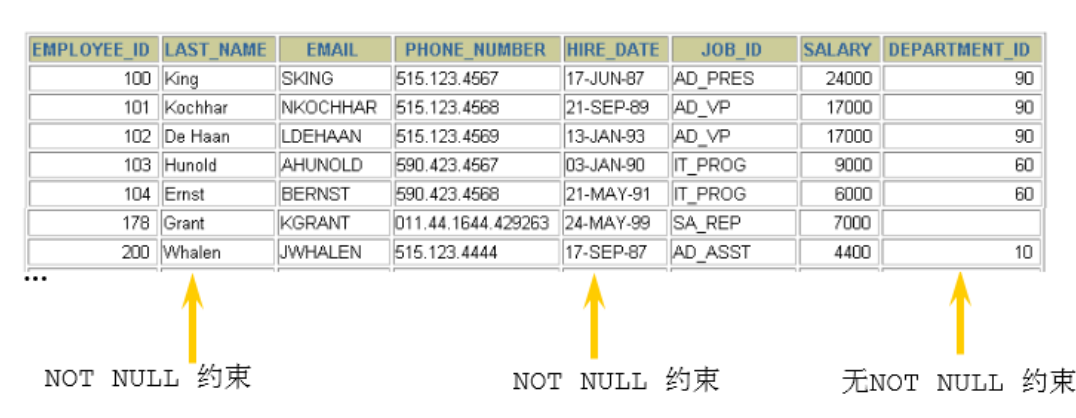 EMPLOYEE_ID LAST_NAME EMAIL PHONE_NUMBER HIRE_DATE JOB_ID SALARY DEPARTMENT_ID
100 King SKING 515.123.4567 17-JUN-87 AD_PRES 24000 90
101 Kochhar NKOCHHAR 515.123.4568 21-SEP-89 AD_VP 17000 90
102 De Haan LDEHAAN 515.123.4569 13-JAN-93 AD_VP 17000 90
103 Hunold AHUNOLD 590.423.4567 03-JAN-90 IT_PROG 9000 60
104 Ernst BERNST 590.423.4568 21-MAY-91 IT_PROG 6000 60
178 Grant KGRANT 011.44.1644.429263 24-MAY-99 SA_REP 7000
200 Whalen JWHALEN 515.123.4444 17-SEP-87 AD_ASST 4400 10
...
NOT NULL 约束 NOT NULL 约束 无NOT NULL 约束